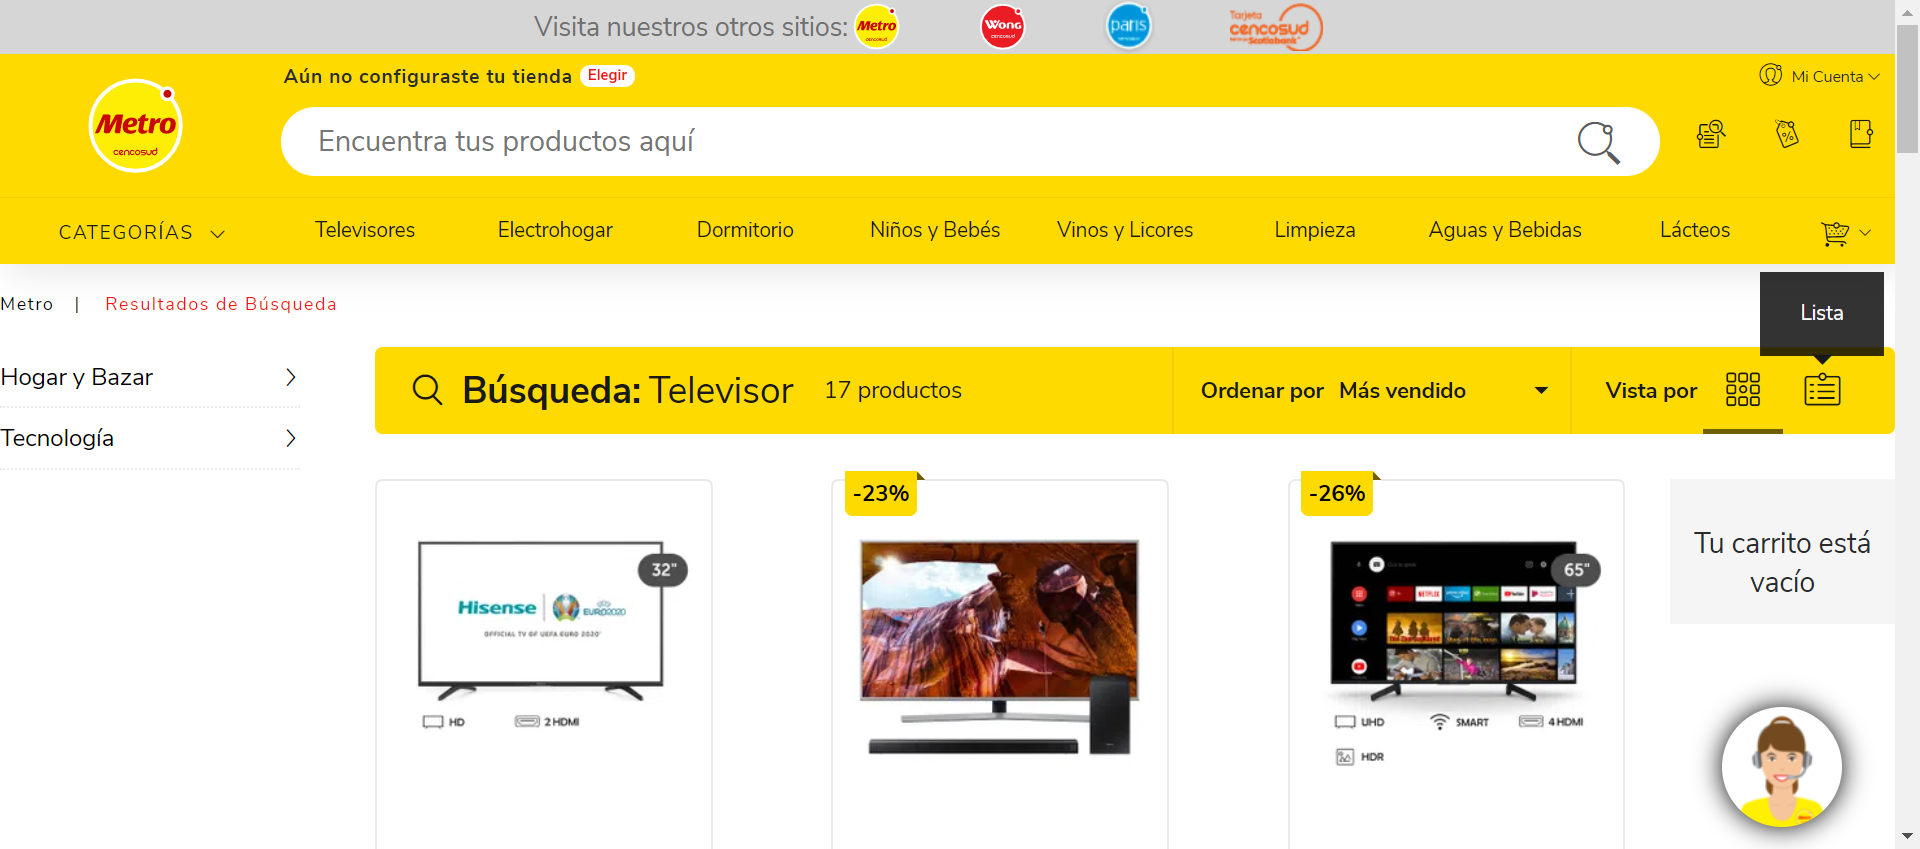 Visita nuestros otros sitios:
Metro
cencosud
Wong
cencosud
paris
Tarjeta
cencosud
Scotiabank
Aún no configuraste tu tienda Elegir
Mi Cuenta
Metro
cencosud
Encuentra tus productos aquí
CATEGORÍAS Televisores Electrohogar Dormitorio Niños y Bebés Vinos y Licores Limpieza Aguas y Bebidas Lácteos
Metro | Resultados de Búsqueda
Lista
Hogar y Bazar
Tecnología
Búsqueda: Televisor 17 productos
Ordenar por Más vendido
Vista por
-23%
-26%
32"
Hisense EURO2020
OFFICIAL TV OF UEFA EURO 2020
HD 2 HDMI
65"
NETFLIX
YouTube
UHD SMART 4 HDMI
HDR
Tu carrito está
vacío